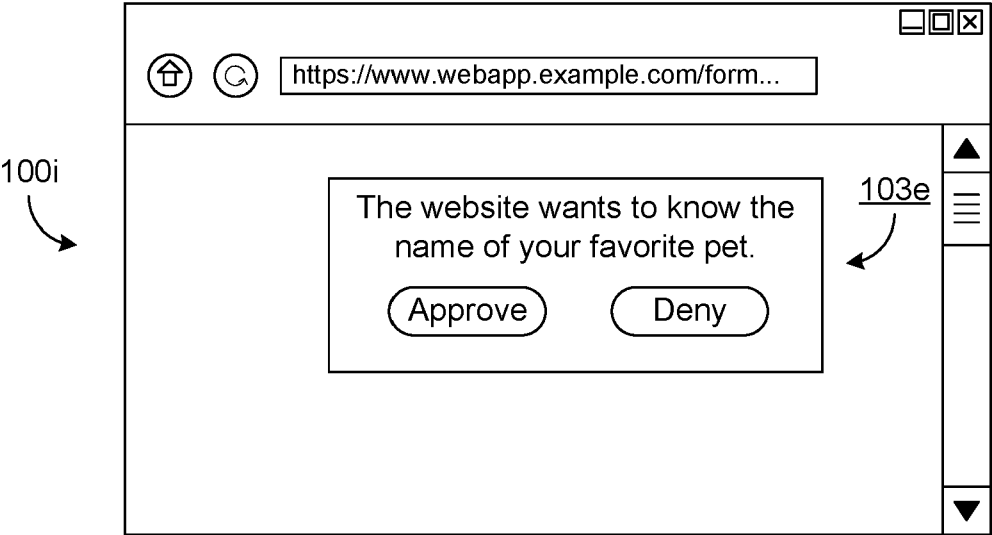 https://www.webapp.example.com/form...
100i
103e
The website wants to know the
name of your favorite pet.
Approve
Deny